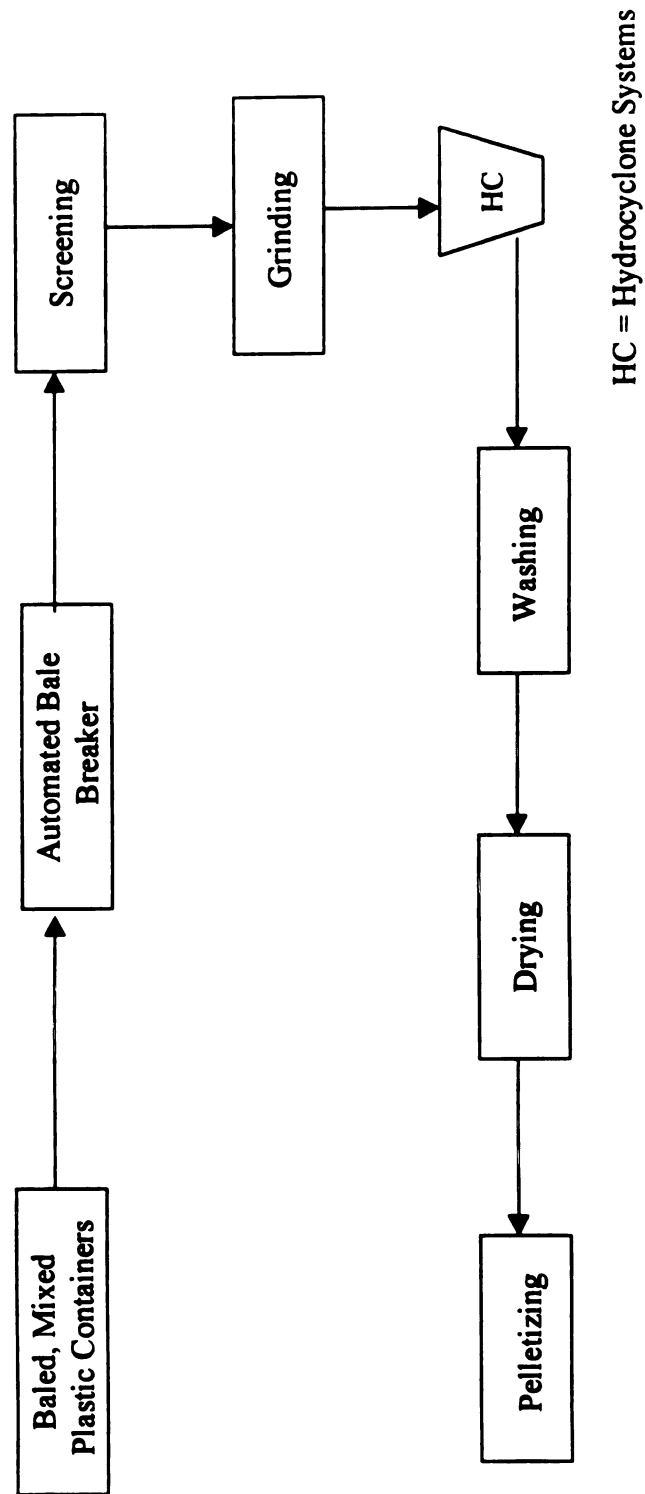 Baled, Mixed
Plastic Containers
Automated Bale
Breaker
Screening
Grinding
HC
Washing
Drying
Pelletizing
HC = Hydrocyclone Systems